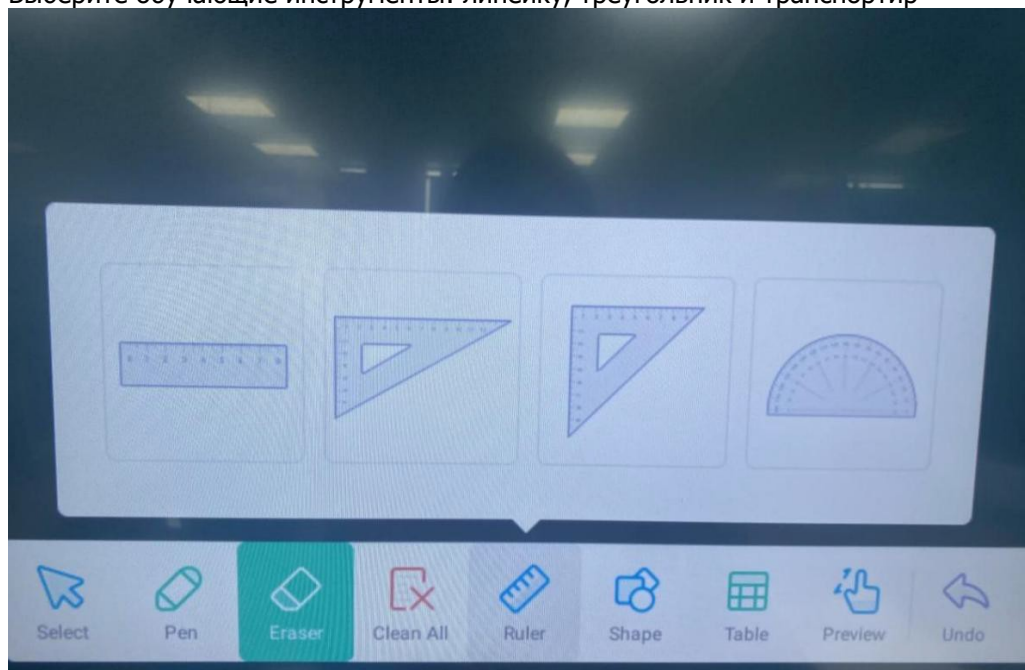 Выберите обучающие инструменты: линейку, треугольник и транспортир
Select Pen Eraser Clean All Ruler Shape Table Preview Undo